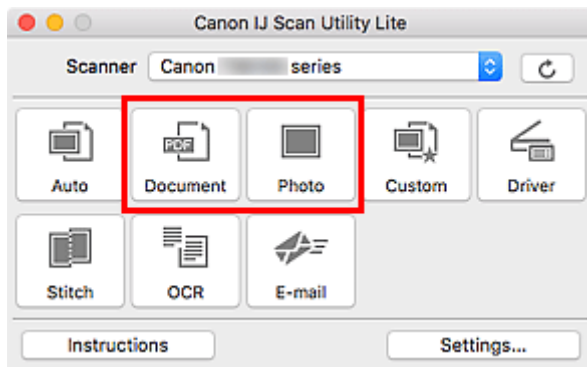 Canon IJ Scan Utility Lite
Scanner Canon series
Auto PDF Document Photo Custom Driver
Stitch OCR E-mail
Instructions Settings...